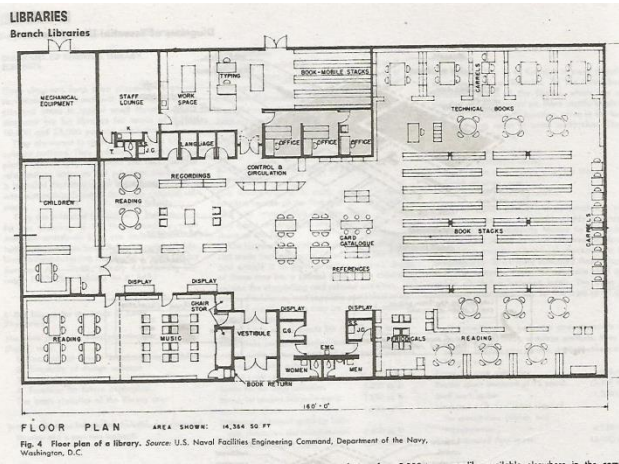 LIBRARIES
Branch Libraries
MECHANICAL
EQUIPMENT
STAFF
LOUNGE
WORK
SPACE
TYPING
BOOK-MOBILE STACKS
CARRELS
TECHNICAL BOOKS
K.
T.
J.C.
LANGUAGE
OFFICE
OFFICE
OFFICE
CONTROL &
CIRCULATION
RECORDINGS
CHILDREN
READING
CARD
CATALOGUE
BOOK STACKS
CARRELS
REFERENCES
DISPLAY
DISPLAY
CHAIR
STOR.
DISPLAY
DISPLAY
READING
MUSIC
VESTIBULE
J.C.
PERIODICALS
READING
WOMEN
MEN
BOOK RETURN
160'-0"
FLOOR PLAN AREA SHOWN: 14,364 SQ FT
Fig. 4 Floor plan of a library. Source: U.S. Naval Facilities Engineering Command, Department of the Navy,
Washington, D.C.